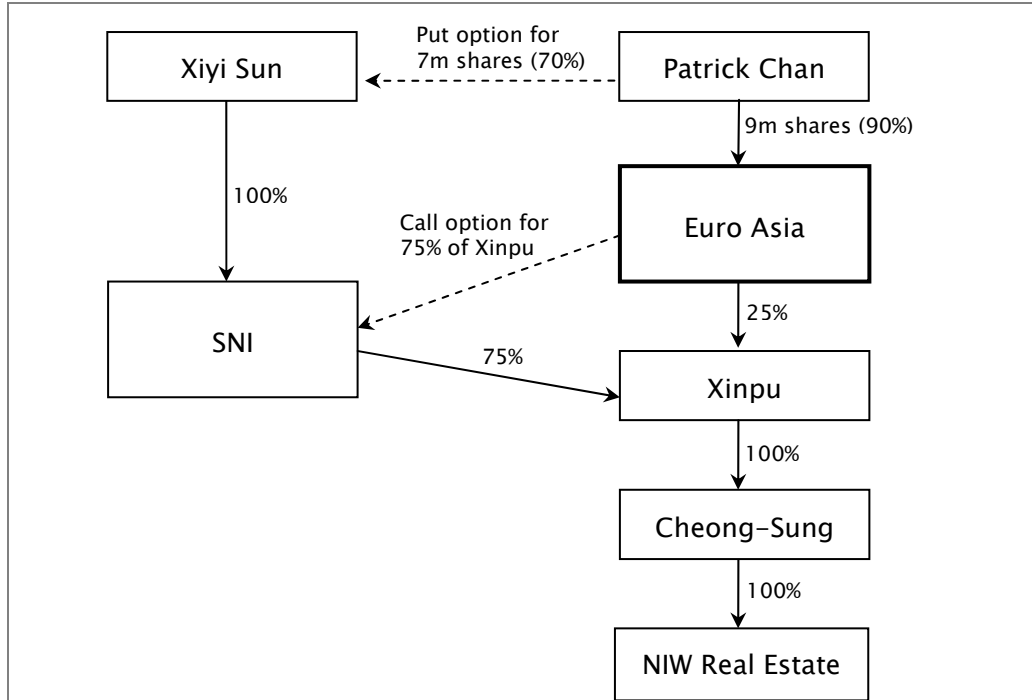 Put option for
7m shares (70%)
Xiyi Sun
Patrick Chan
9m shares (90%)
100%
Call option for
75% of Xinpu
Euro Asia
25%
SNI
75%
Xinpu
100%
Cheong-Sung
100%
NIW Real Estate